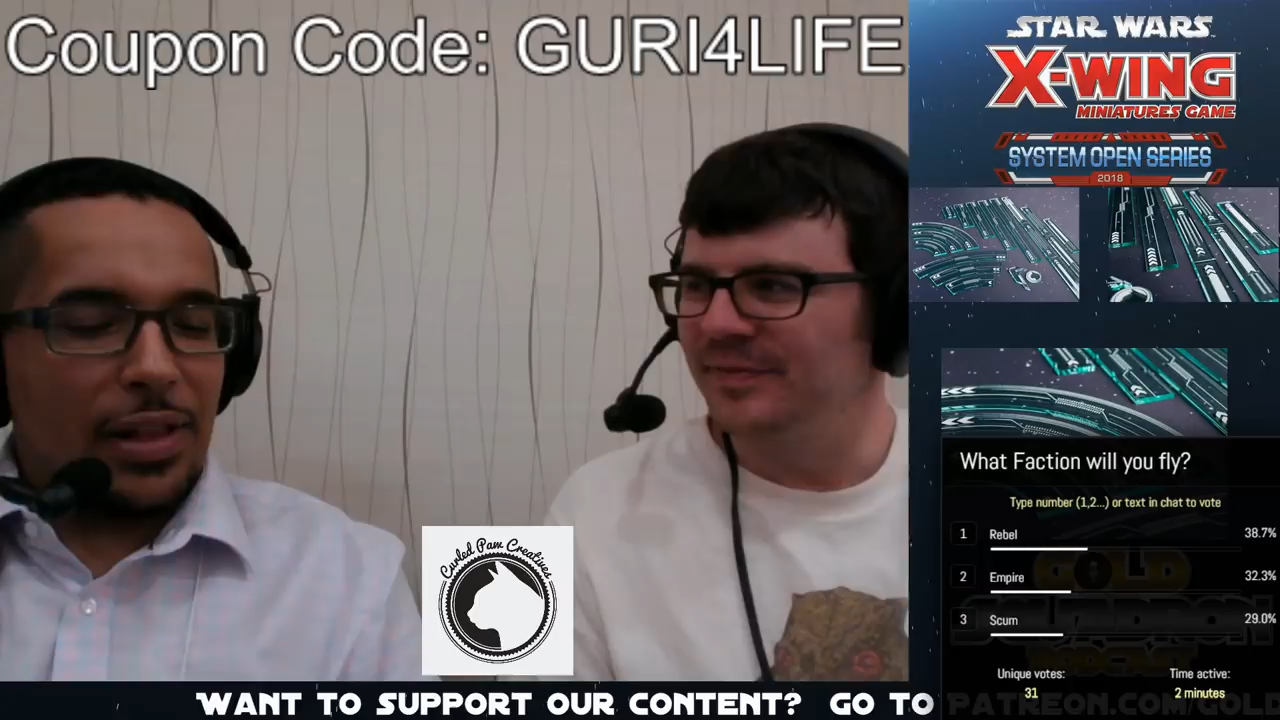 Coupon Code: GURI4LIFE
STAR WARS
X-WING
MINIATURES GAME
SYSTEM OPEN SERIES
2018
What Faction will you fly?
Type number (1,2...) or text in chat to vote
1 Rebel 38.7%
2 Empire 32.3%
3 Scum 29.0%
GOLD
SQUADRON
PODCAST
Unique votes: Time active:
31 2 minutes
Curled Paw Creatives
WANT TO SUPPORT OUR CONTENT? GO TO PATREON.COM/GOLD